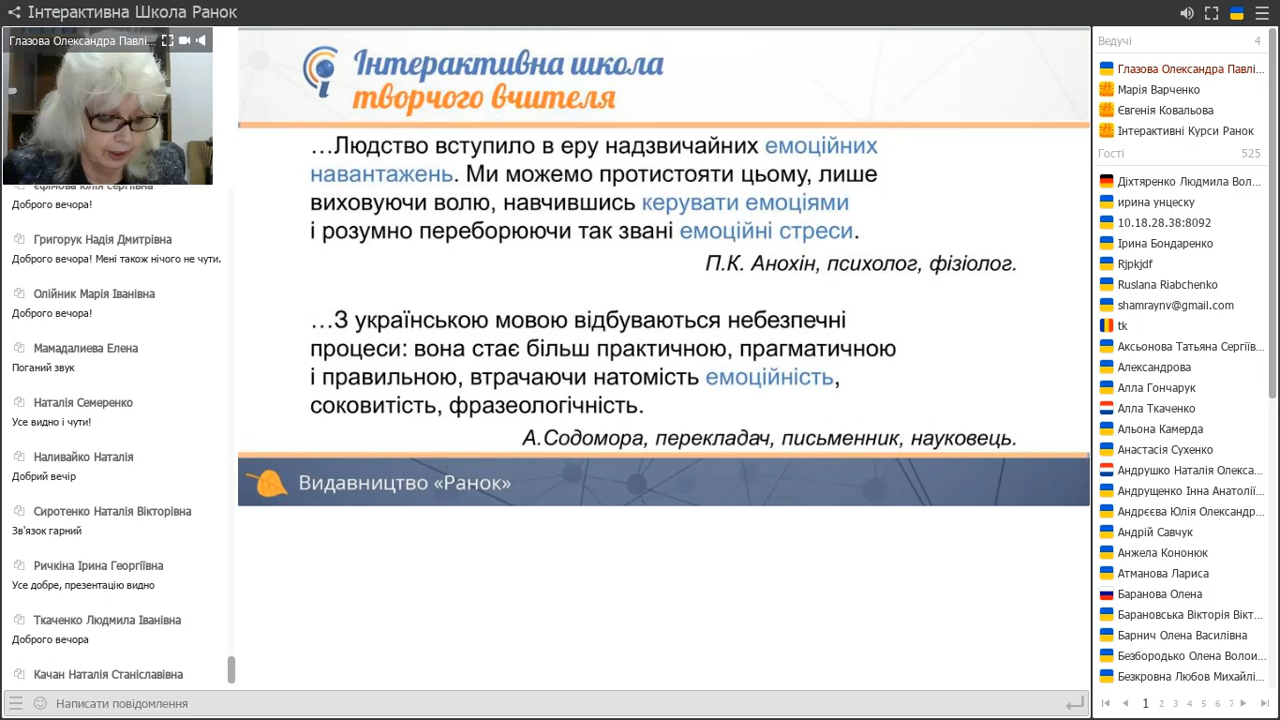 Інтерактивна Школа Ранок
Глазова Олександра Павлі...
Доброго вечора!
Григорук Надія Дмитрівна
Доброго вечора! Мені також нічого не чути.
Олійник Марія Іванівна
Доброго вечора!
Мамадалиева Елена
Поганий звук
Наталія Семеренко
Усе видно і чути!
Наливайко Наталія
Добрий вечір
Сиротенко Наталія Вікторівна
Зв'язок гарний
Ричкіна Ірина Георгіївна
Усе добре, презентацію видно
Ткаченко Людмила Іванівна
Доброго вечора
Качан Наталія Станіславівна
Написати повідомлення
Інтерактивна школа
творчого вчителя
…Людство вступило в еру надзвичайних емоційних
навантажень. Ми можемо протистояти цьому, лише
виховуючи волю, навчившись керувати емоціями
і розумно переборюючи так звані емоційні стреси.
П.К. Анохін, психолог, фізіолог.
…З українською мовою відбуваються небезпечні
процеси: вона стає більш практичною, прагматичною
і правильною, втрачаючи натомість емоційність,
соковитість, фразеологічність.
А.Содомора, перекладач, письменник, науковець.
Видавництво «Ранок»
Ведучі 4
Глазова Олександра Павлі...
Марія Варченко
Євгенія Ковальова
Інтерактивні Курси Ранок
Гості 525
Діхтяренко Людмила Вол...
ирина унцеску
10.18.28.38:8092
Ірина Бондаренко
Rjpkjdf
Ruslana Riabchenko
shamraynv@gmail.com
tk
Аксьонова Татьяна Сергіїв...
Александрова
Алла Гончарук
Алла Ткаченко
Альона Камерда
Анастасія Сухенко
Андрушко Наталія Олекса...
Андрущенко Інна Анатолії...
Андрєєва Юлія Олександр...
Андрій Савчук
Анжела Кононюк
Атманова Лариса
Баранова Олена
Барановська Вікторія Вікт...
Барнич Олена Василівна
Безбородько Олена Волои...
Безкровна Любов Михайлі...
1 2 3 4 5 6 7